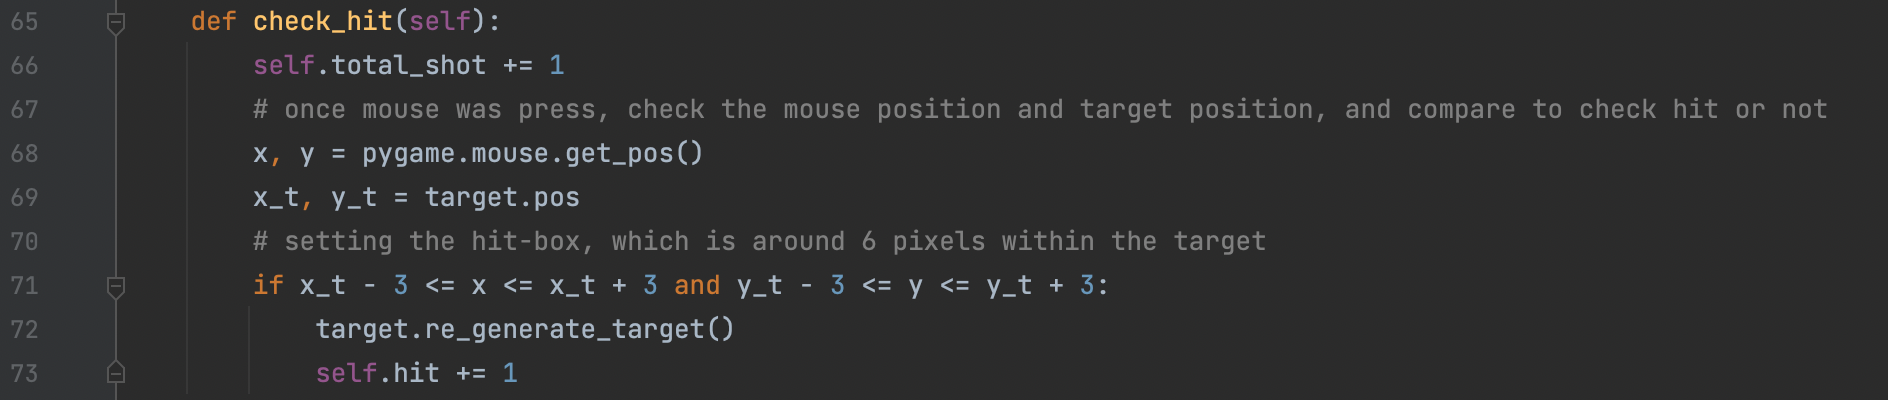 65 def check_hit(self):
66 self.total_shot += 1
67 # once mouse was press, check the mouse position and target position, and compare to check hit or not
68 x, y = pygame.mouse.get_pos()
69 x_t, y_t = target.pos
70 # setting the hit-box, which is around 6 pixels within the target
71 if x_t - 3 <= x <= x_t + 3 and y_t - 3 <= y <= y_t + 3:
72 target.re_generate_target()
73 self.hit += 1